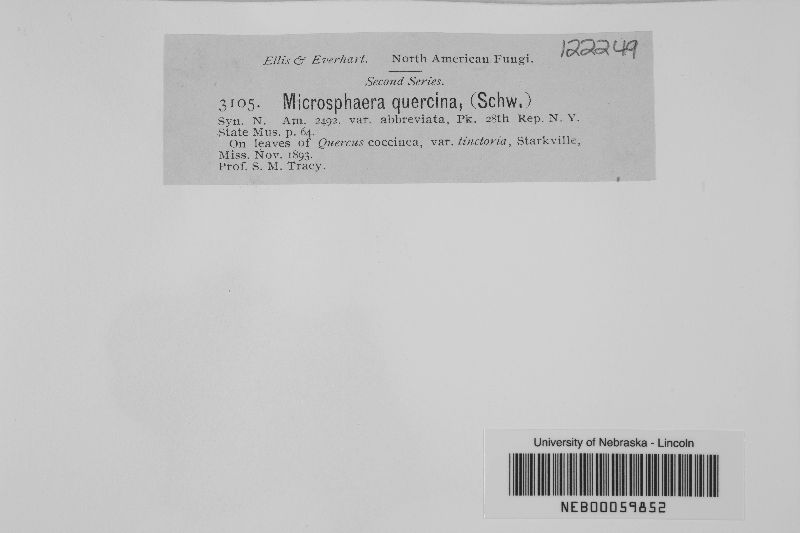 122249
Ellis & Everhart. North American Fungi.
Second Series.
3105. Microsphaera quercina, (Schw.)
Syn. N. Am. 2492, var. abbreviata, Pk. 28th Rep. N. Y.
State Mus. p. 64.
On leaves of Quercus coccinea, var. tinctoria, Starkville,
Miss. Nov. 1893.
Prof. S. M. Tracy.
University of Nebraska - Lincoln
NEB00059852